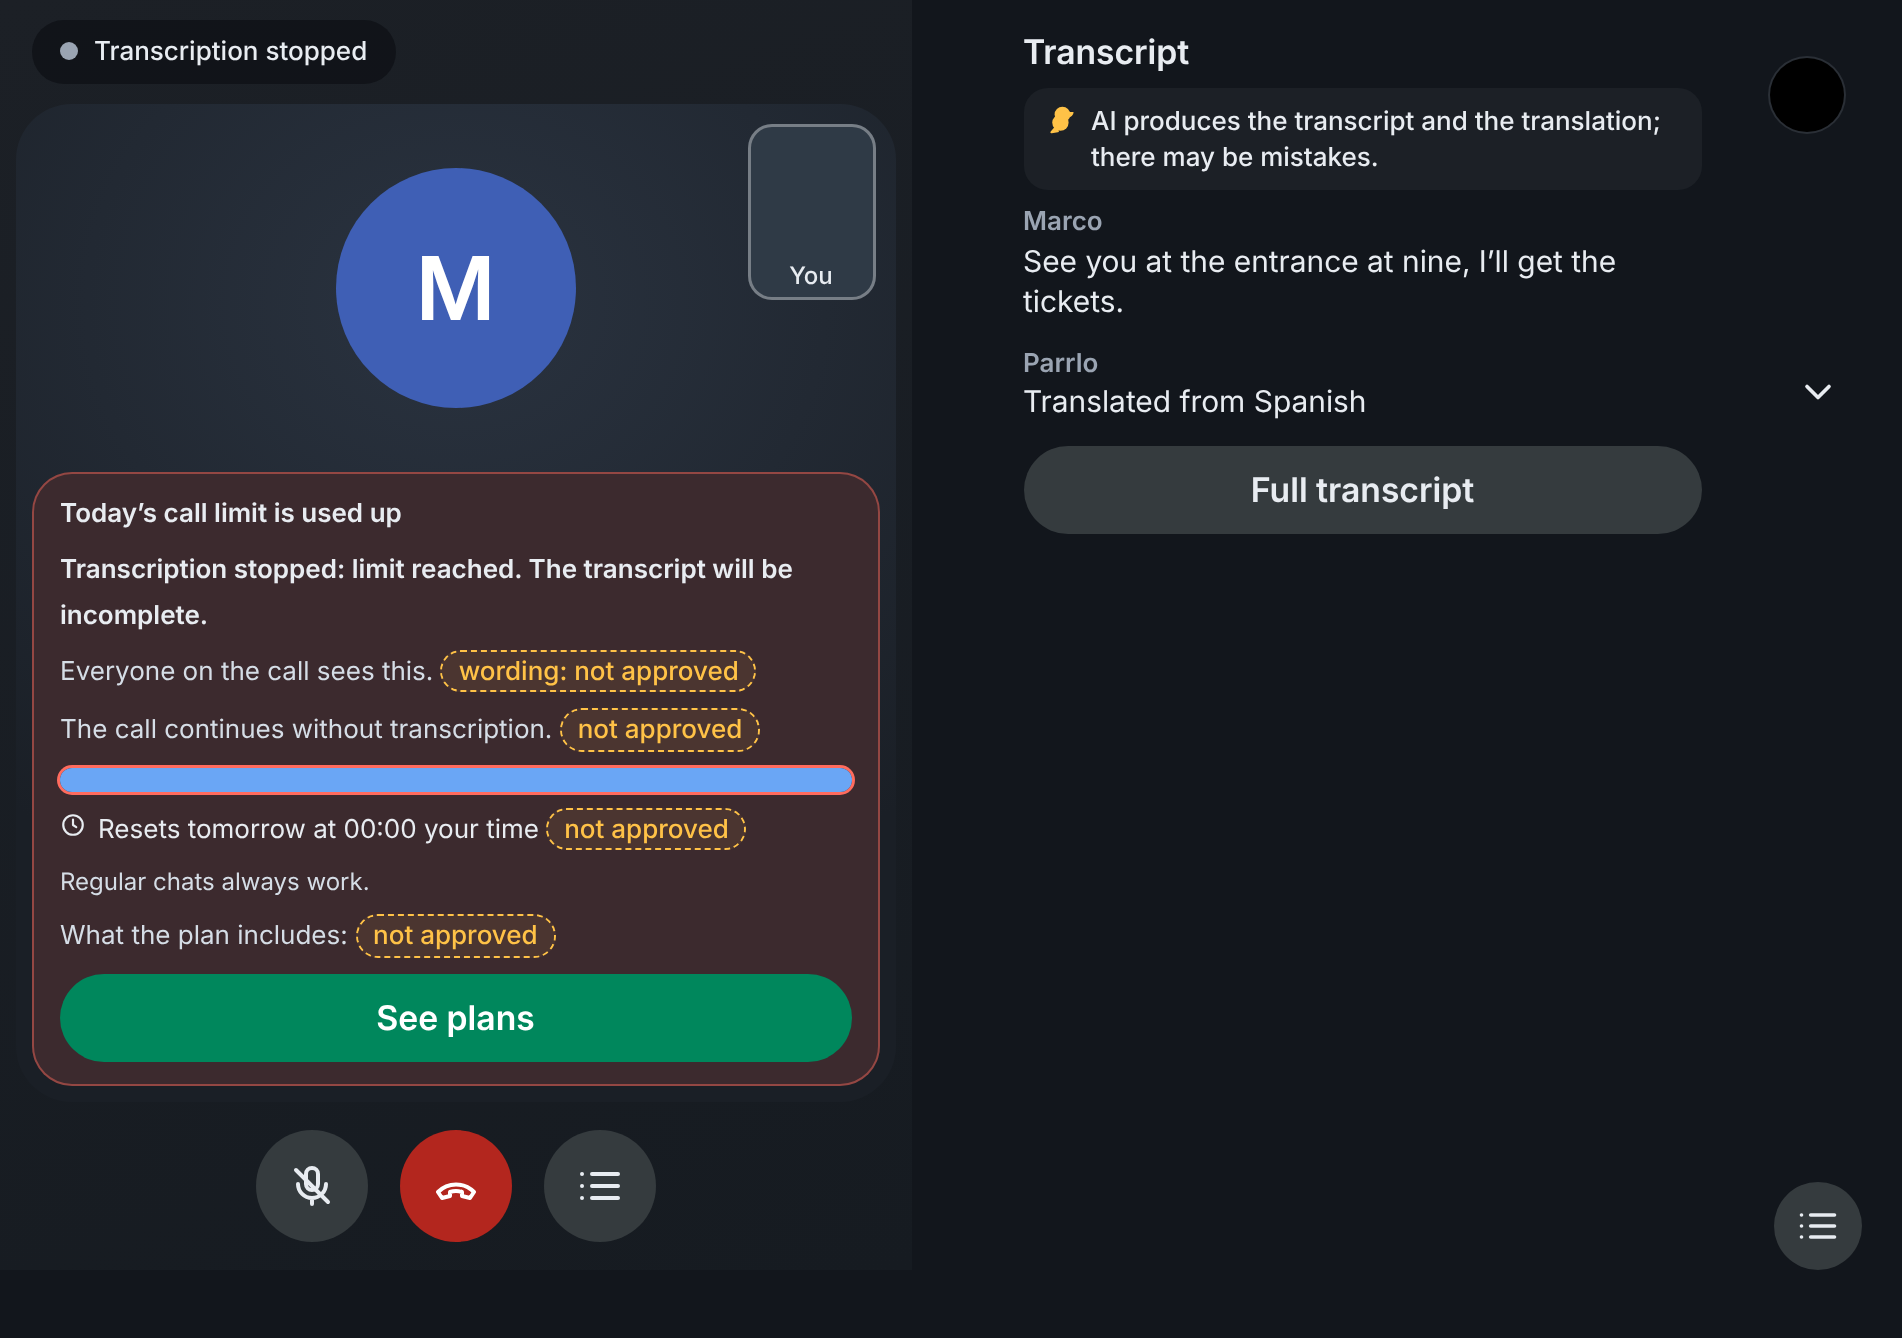 Transcription stopped
M
You
Today’s call limit is used up
Transcription stopped: limit reached. The transcript will be
incomplete.
Everyone on the call sees this. wording: not approved
The call continues without transcription. not approved
Resets tomorrow at 00:00 your time not approved
Regular chats always work.
What the plan includes: not approved
See plans
Transcript
AI produces the transcript and the translation;
there may be mistakes.
Marco
See you at the entrance at nine, I’ll get the
tickets.
Parrlo
Translated from Spanish
Full transcript